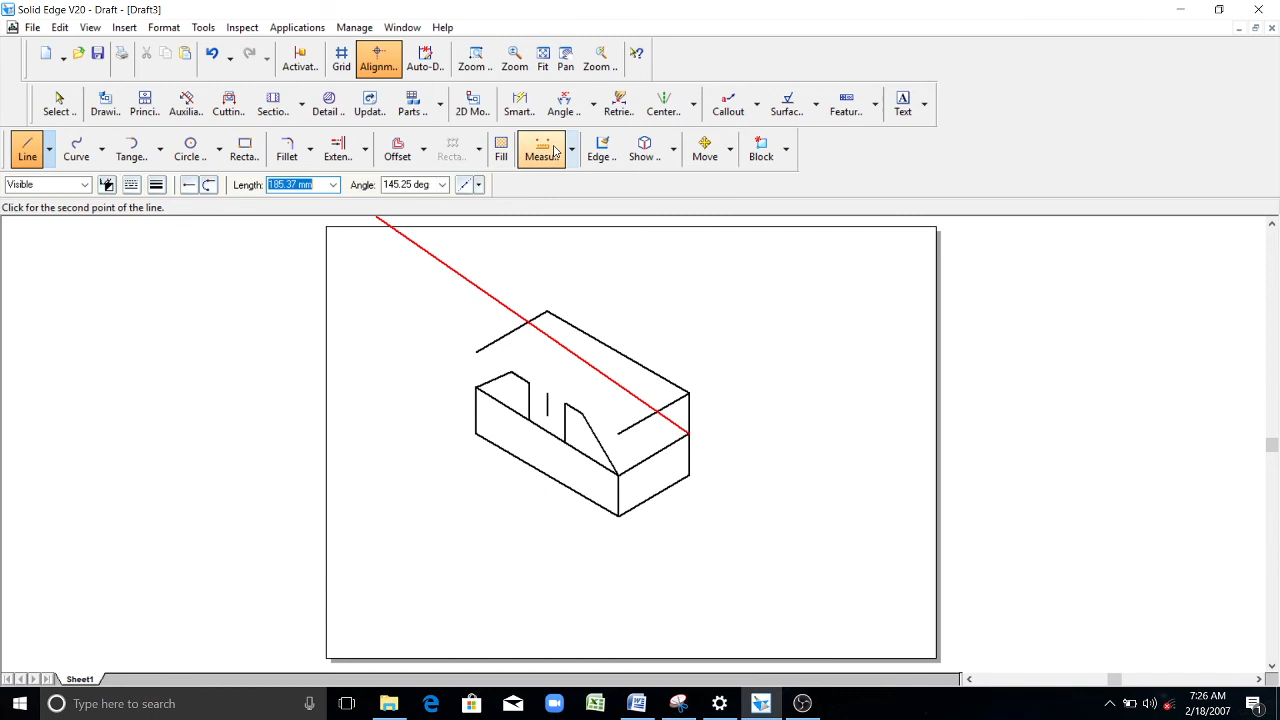 Solid Edge V20 - Draft - [Draft3]
File Edit View Insert Format Tools Inspect Applications Manage Window Help
Activat.. Grid Alignm.. Auto-D.. Zoom .. Zoom Fit Pan Zoom ..
Select .. Drawi.. Princi.. Auxilia.. Cuttin.. Sectio.. Detail .. Updat.. Parts .. 2D Mo.. Smart.. Angle .. Retrie.. Center.. Callout Surfac.. Featur.. Text
Line Curve Tange.. Circle .. Recta.. Fillet Exten.. Offset Recta.. Fill Measu.. Edge .. Show .. Move Block
Visible Length: 185.37 mm Angle: 145.25 deg
Click for the second point of the line.
Sheet1
Type here to search
7:26 AM
2/18/2007